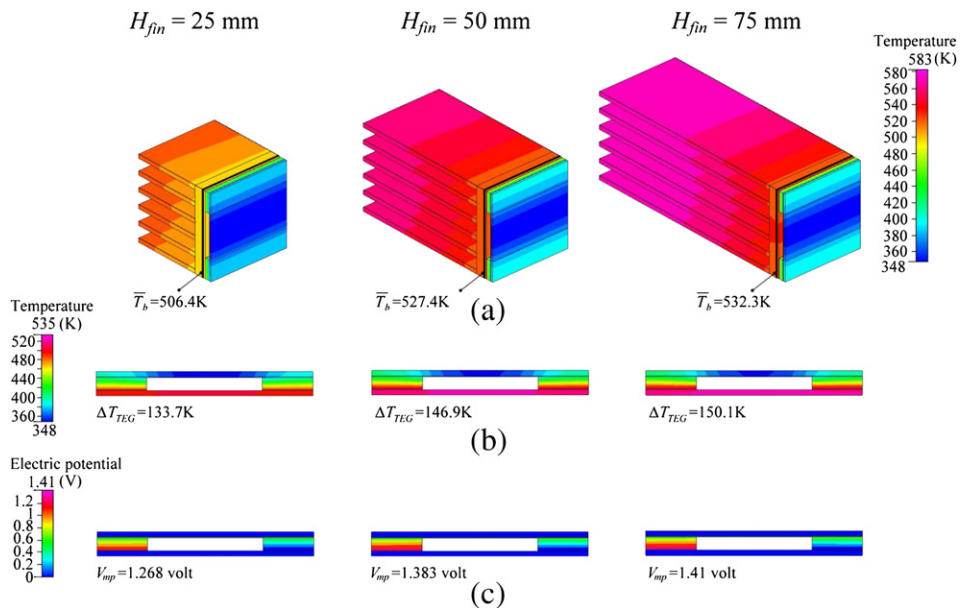 H_fin = 25 mm
H_fin = 50 mm
H_fin = 75 mm
Temperature
583 (K)
580
560
540
520
500
480
460
440
420
400
380
360
348
T̅_b=506.4K
T̅_b=527.4K
T̅_b=532.3K
(a)
Temperature
535 (K)
520
480
440
400
360
348
ΔT_TEG=133.7K
ΔT_TEG=146.9K
ΔT_TEG=150.1K
(b)
Electric potential
1.41 (V)
1.2
1
0.8
0.6
0.4
0.2
0
V_mp=1.268 volt
V_mp=1.383 volt
V_mp=1.41 volt
(c)